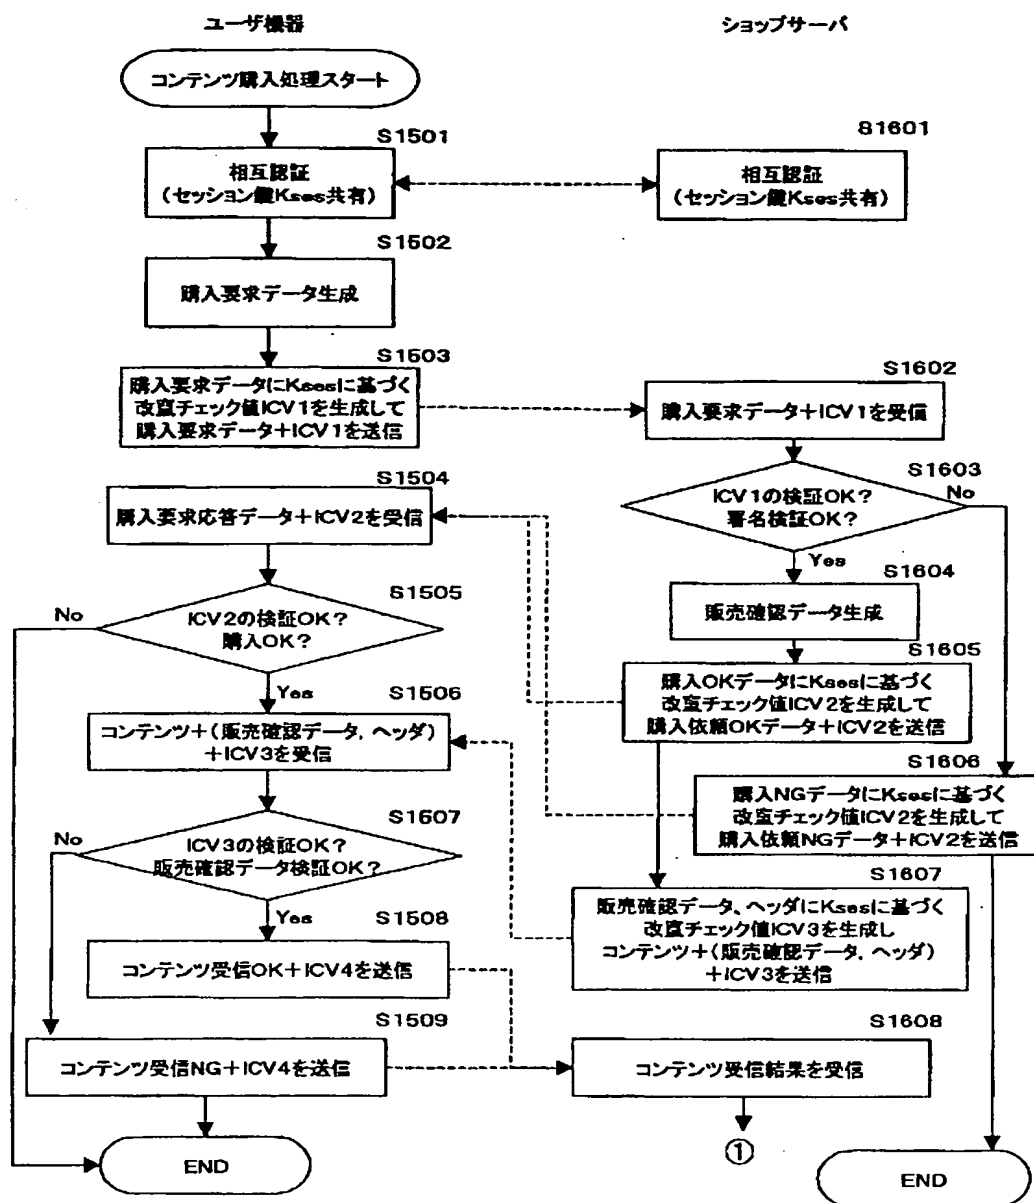 ユーザ機器
ショップサーバ
コンテンツ購入処理スタート
S1501
相互認証
(セッション鍵Kses共有)
S1601
相互認証
(セッション鍵Kses共有)
S1502
購入要求データ生成
S1503
購入要求データにKsesに基づく
改竄チェック値ICV1を生成して
購入要求データ+ICV1を送信
S1602
購入要求データ+ICV1を受信
S1603
ICV1の検証OK?
署名検証OK?
No
Yes
S1504
購入要求応答データ+ICV2を受信
S1604
販売確認データ生成
S1505
ICV2の検証OK?
購入OK?
No
Yes
S1605
購入OKデータにKsesに基づく
改竄チェック値ICV2を生成して
購入依頼OKデータ+ICV2を送信
S1506
コンテンツ+(販売確認データ,ヘッダ)
+ICV3を受信
S1606
購入NGデータにKsesに基づく
改竄チェック値ICV2を生成して
購入依頼NGデータ+ICV2を送信
S1507
ICV3の検証OK?
販売確認データ検証OK?
No
Yes
S1607
販売確認データ、ヘッダにKsesに基づく
改竄チェック値ICV3を生成し
コンテンツ+(販売確認データ,ヘッダ)
+ICV3を送信
S1508
コンテンツ受信OK+ICV4を送信
S1509
コンテンツ受信NG+ICV4を送信
S1608
コンテンツ受信結果を受信
①
END
END